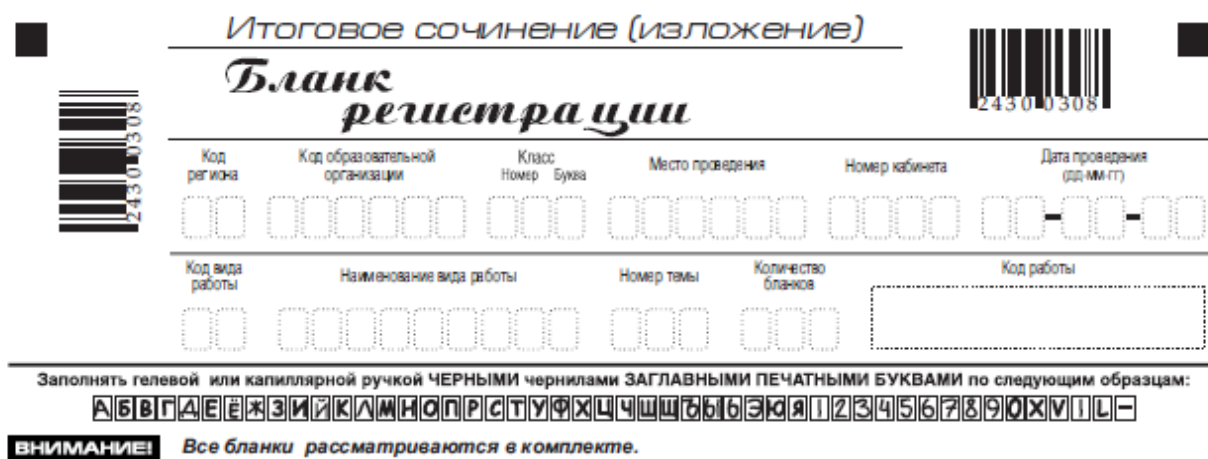 Итоговое сочинение (изложение)
Бланк
регистрации
2430 0308
2430 0308
Код региона
Код образовательной организации
Класс
Номер Буква
Место проведения
Номер кабинета
Дата проведения
(ДД-ММ-ГГ)
Код вида работы
Наименование вида работы
Номер темы
Количество бланков
Код работы
Заполнять гелевой или капиллярной ручкой ЧЕРНЫМИ чернилами ЗАГЛАВНЫМИ ПЕЧАТНЫМИ БУКВАМИ по следующим образцам:
АБВГДЕЁЖЗИЙКЛМНОПРСТУФХЦЧШЩЪЫЬЭЮЯ1234567890XVIL-
ВНИМАНИЕ! Все бланки рассматриваются в комплекте.